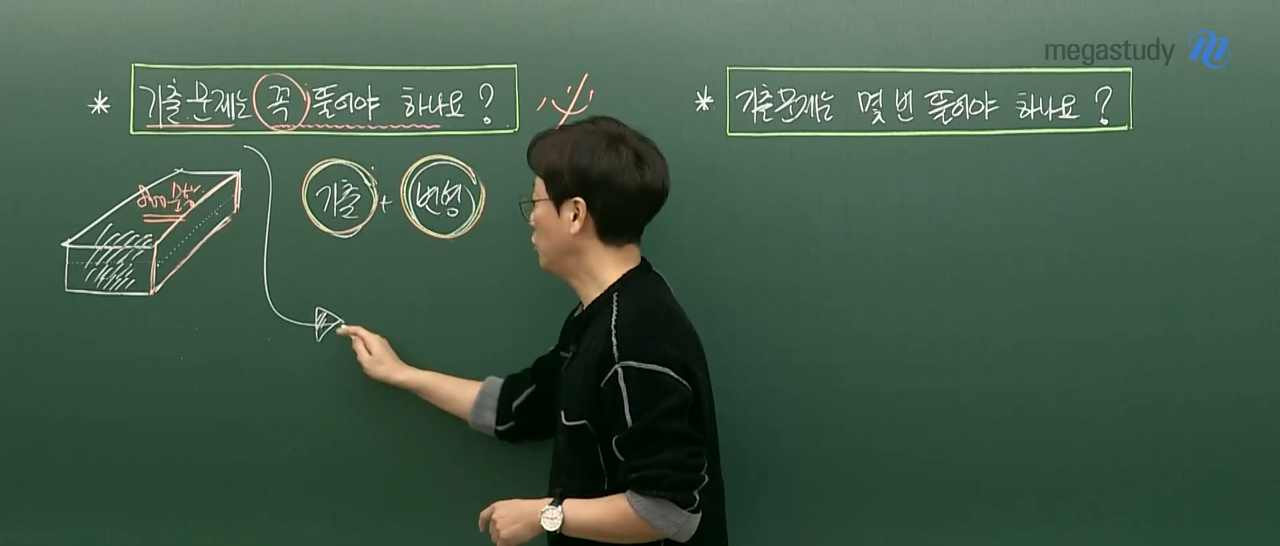 megastudy
* 기출문제는 꼭 풀어야 하나요? 必
* 기출문제는 몇 번 풀어야 하나요?
기출 + 변형